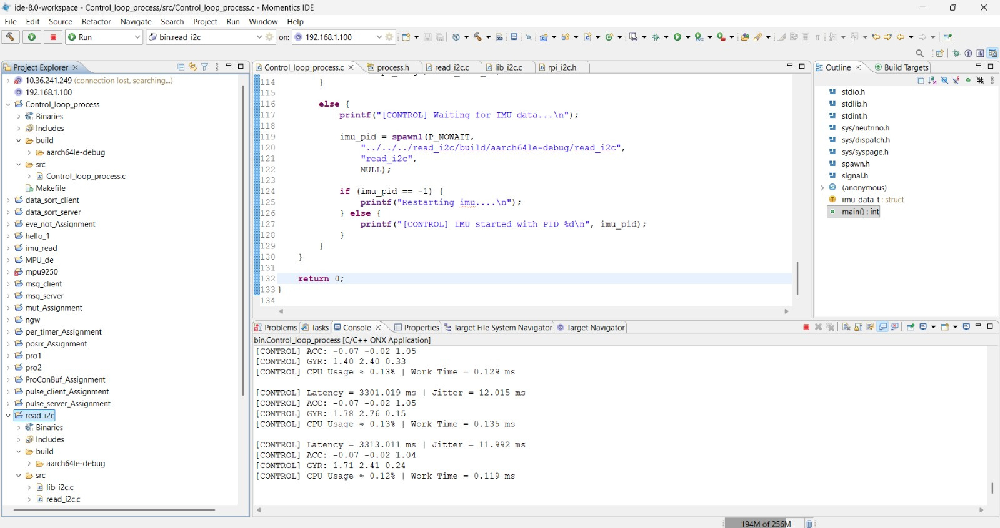 ide-8.0-workspace - Control_loop_process/src/Control_loop_process.c - Momentics IDE
File Edit Source Refactor Navigate Search Project Run Window Help
Run bin.read_i2c on: 192.168.1.100
Project Explorer
10.36.241.249 (connection lost, searching...)
192.168.1.100
Control_loop_process
Binaries
Includes
build
aarch64le-debug
src
Control_loop_process.c
Makefile
data_sort_client
data_sort_server
eve_not_Assignment
hello_1
imu_read
MPU_de
mpu9250
msg_client
msg_server
mut_Assignment
ngw
per_timer_Assignment
posix_Assignment
pro1
pro2
ProConBuf_Assignment
pulse_client_Assignment
pulse_server_Assignment
read_i2c
Binaries
Includes
build
aarch64le-debug
src
lib_i2c.c
read_i2c.c
Control_loop_process.c process.h read_i2c.c lib_i2c.c rpi_i2c.h
114 }
115
116 else {
117 printf("[CONTROL] Waiting for IMU data...\n");
118
119 imu_pid = spawnl(P_NOWAIT,
120 "../../../read_i2c/build/aarch64le-debug/read_i2c",
121 "read_i2c",
122 NULL);
123
124 if (imu_pid == -1) {
125 printf("Restarting imu....\n");
126 } else {
127 printf("[CONTROL] IMU started with PID %d\n", imu_pid);
128 }
129 }
130 }
131
132 return 0;
133 }
134
Outline Build Targets
stdio.h
stdlib.h
stdint.h
sys/neutrino.h
sys/dispatch.h
sys/syspage.h
spawn.h
signal.h
(anonymous)
imu_data_t : struct
main() : int
Problems Tasks Console Properties Target File System Navigator Target Navigator
bin.Control_loop_process [C/C++ QNX Application]
[CONTROL] ACC: -0.07 -0.02 1.05
[CONTROL] GYR: 1.40 2.40 0.33
[CONTROL] CPU Usage ≈ 0.13% | Work Time = 0.129 ms
[CONTROL] Latency = 3301.019 ms | Jitter = 12.015 ms
[CONTROL] ACC: -0.07 -0.02 1.05
[CONTROL] GYR: 1.78 2.76 0.15
[CONTROL] CPU Usage ≈ 0.13% | Work Time = 0.135 ms
[CONTROL] Latency = 3313.011 ms | Jitter = 11.992 ms
[CONTROL] ACC: -0.07 -0.02 1.04
[CONTROL] GYR: 1.71 2.41 0.24
[CONTROL] CPU Usage ≈ 0.12% | Work Time = 0.119 ms
194M of 256M